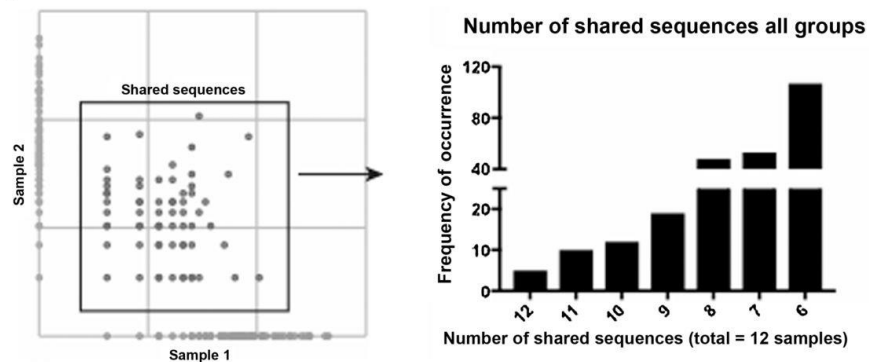 Shared sequences
Sample 2
Sample 1
Number of shared sequences all groups
Frequency of occurrence
120
80
40
20
10
0
12
11
10
9
8
7
6
Number of shared sequences (total = 12 samples)